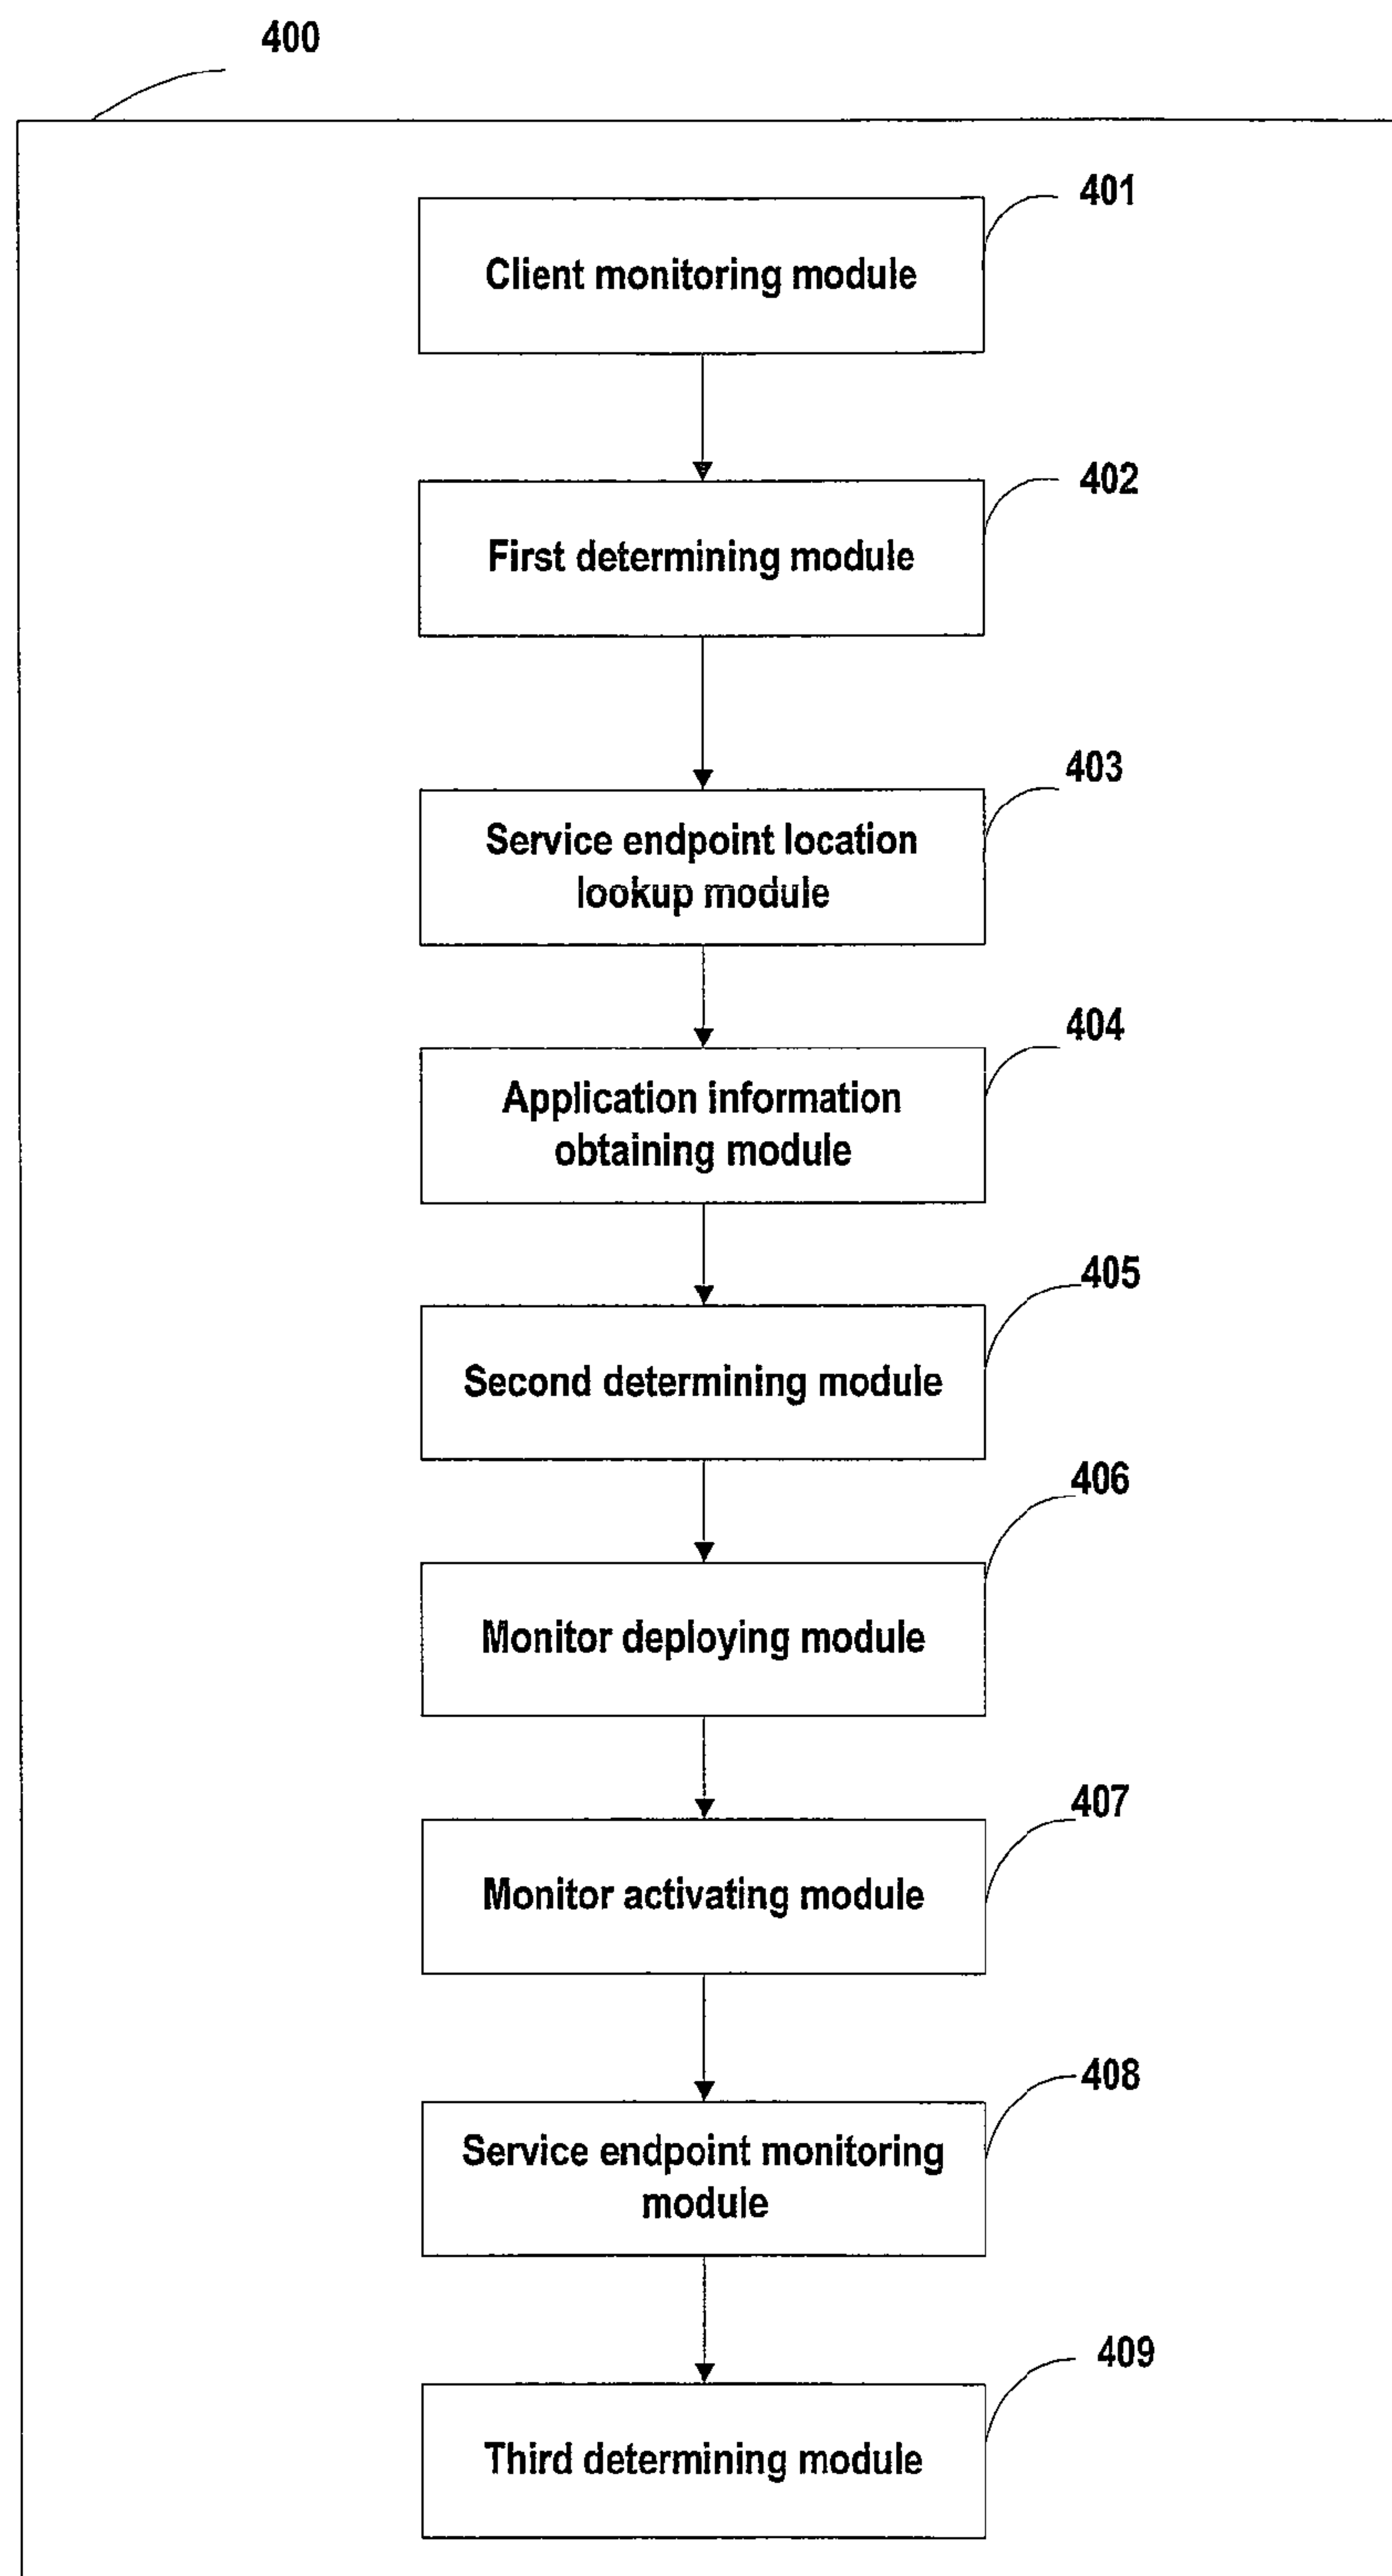 400
401
Client monitoring module
402
First determining module
403
Service endpoint location
lookup module
404
Application information
obtaining module
405
Second determining module
406
Monitor deploying module
407
Monitor activating module
408
Service endpoint monitoring
module
409
Third determining module